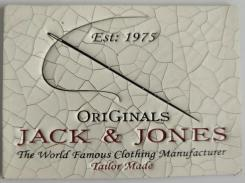 Est: 1975
OriGinals
JACK & JONES
The World Famous Clothing Manufacturer
Tailor Made